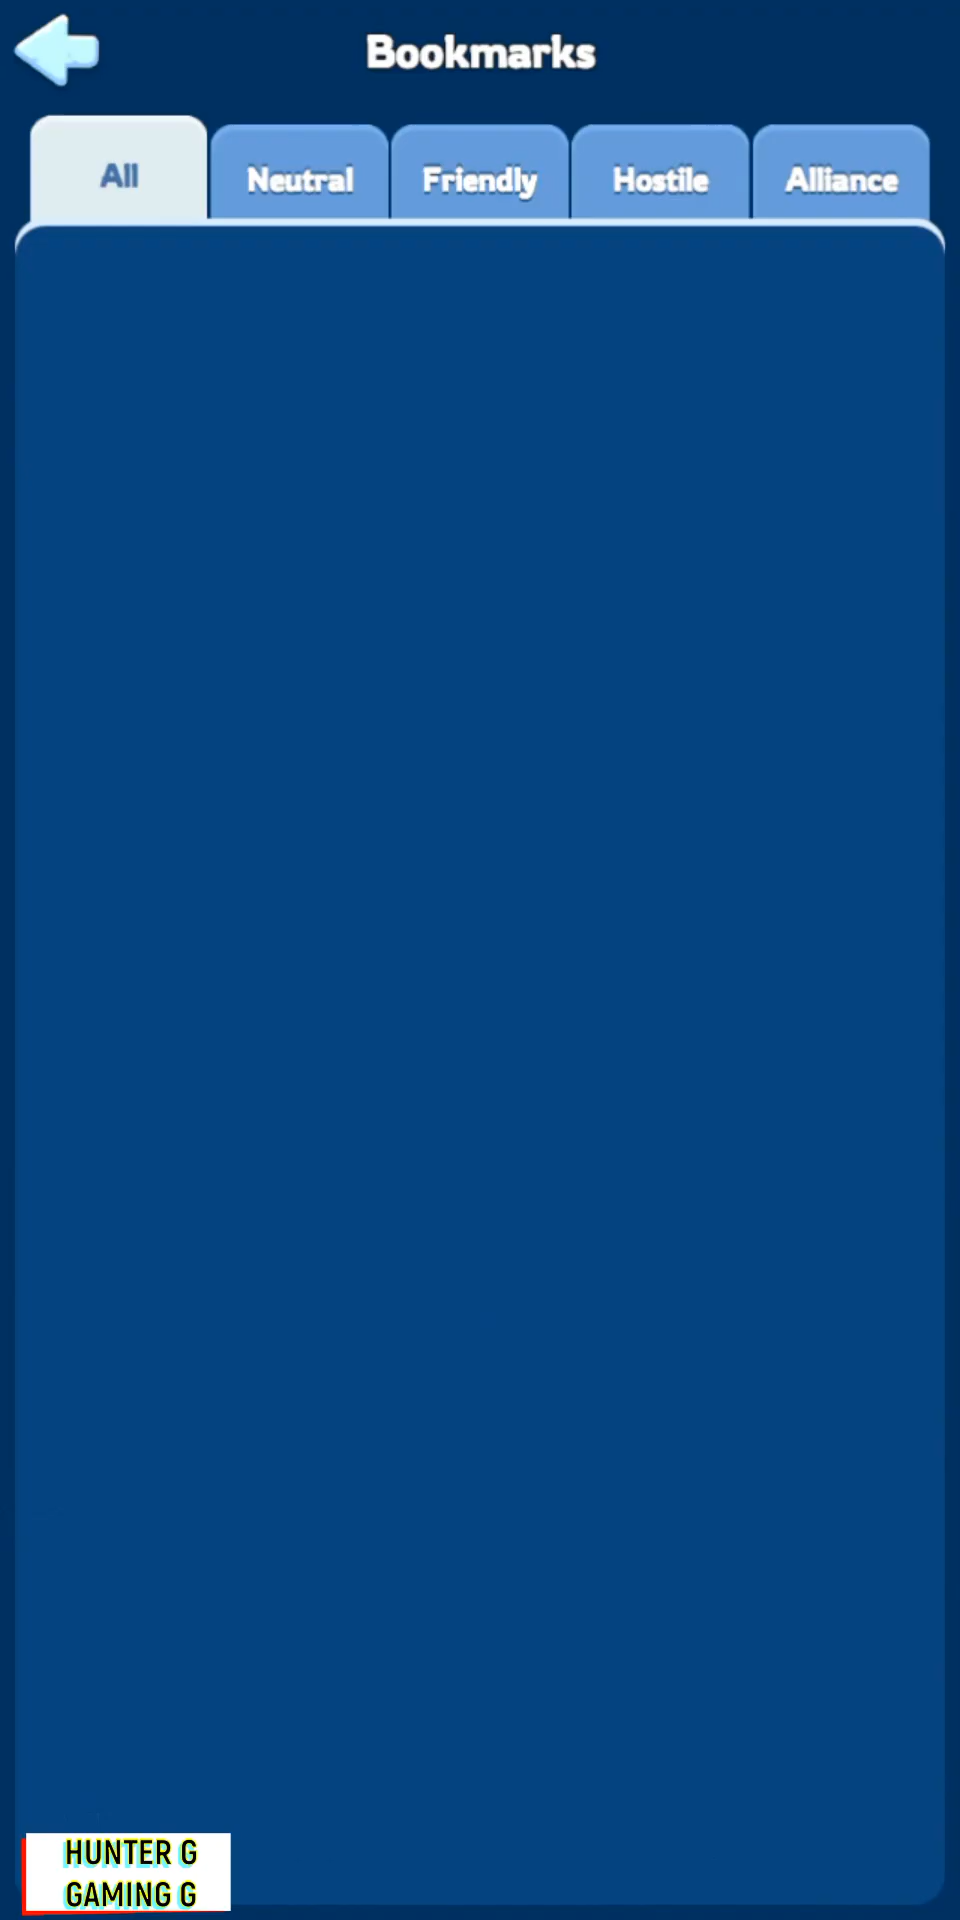 Bookmarks
All
Neutral
Friendly
Hostile
Alliance
HUNTER G
GAMING G